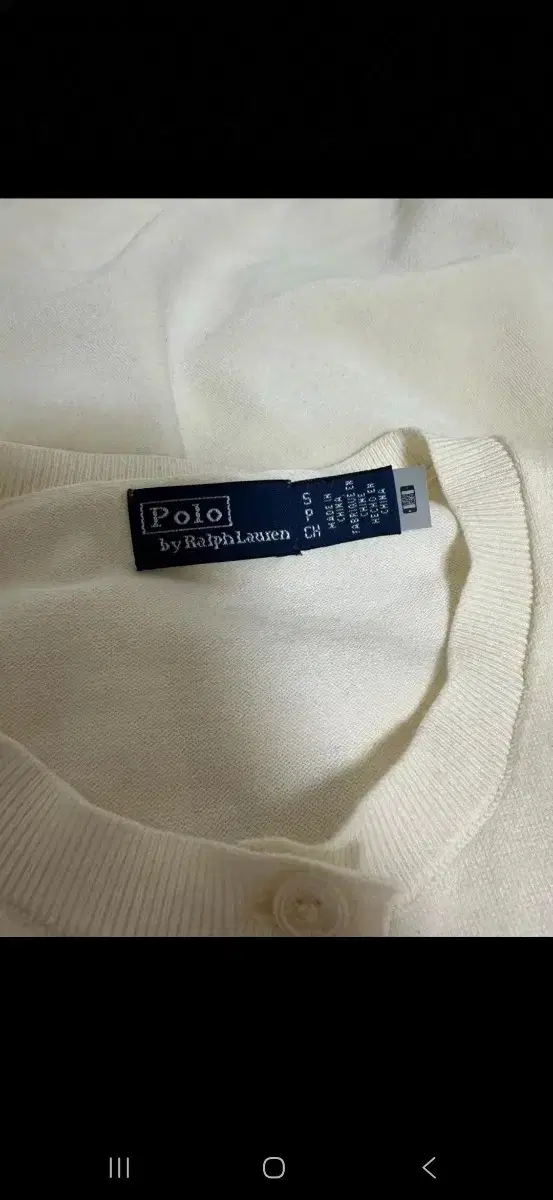 Polo
by Ralph Lauren
S
P
CH
MADE IN
CHINA
FABRIQUÉ EN
CHINE
HECHO EN
CHINA